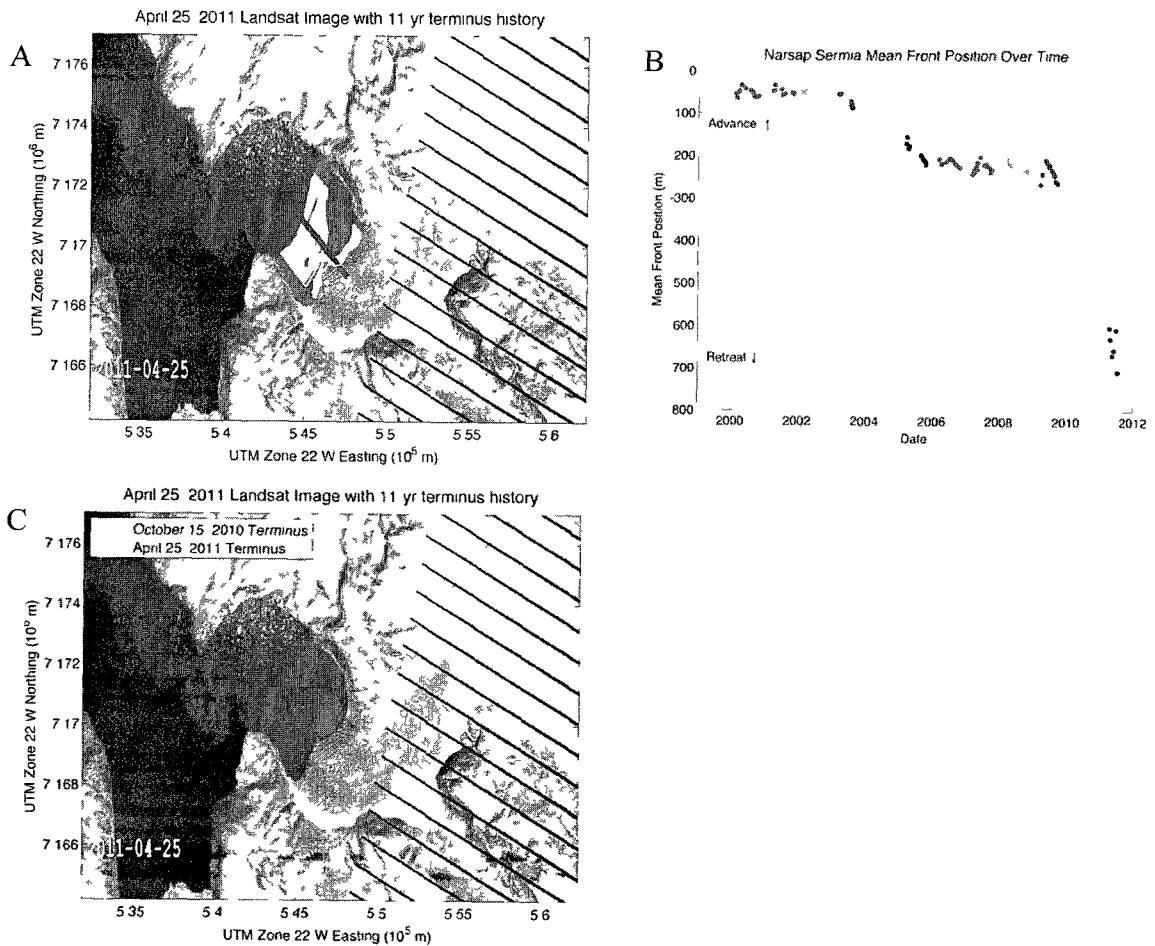 April 25 2011 Landsat Image with 11 yr terminus history
A
7 176
7 174
7 172
7 17
7 168
7 166
UTM Zone 22 W Northing (10⁶ m)
011-04-25
5 35
5 4
5 45
5 5
5 55
5 6
UTM Zone 22 W Easting (10⁵ m)
B
Narsap Sermia Mean Front Position Over Time
0
100
200
-300
400
500
600
700
800
Mean Front Position (m)
Advance ↑
Retreat ↓
2000
2002
2004
2006
2008
2010
2012
Date
April 25 2011 Landsat Image with 11 yr terminus history
C
October 15 2010 Terminus
April 25 2011 Terminus
7 176
7 174
7 172
7 17
7 168
7 166
UTM Zone 22 W Northing (10⁶ m)
011-04-25
5 35
5 4
5 45
5 5
5 55
5 6
UTM Zone 22 W Easting (10⁵ m)